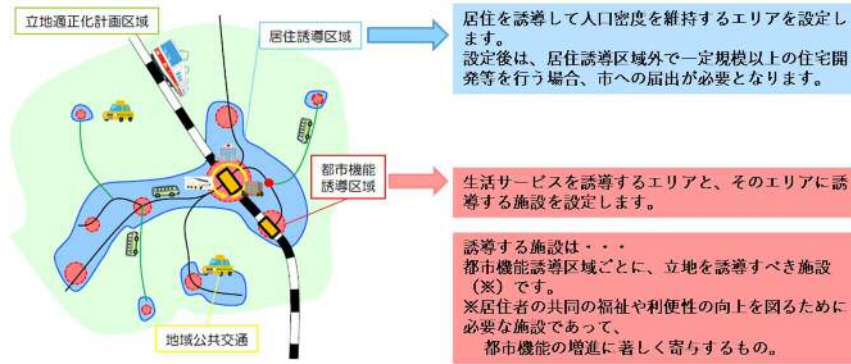 立地適正化計画区域
居住誘導区域
居住を誘導して人口密度を維持するエリアを設定し
ます。
設定後は、居住誘導区域外で一定規模以上の住宅開
発等を行う場合、市への届出が必要となります。
都市機能
誘導区域
生活サービスを誘導するエリアと、そのエリアに誘
導する施設を設定します。
誘導する施設は・・・
都市機能誘導区域ごとに、立地を誘導すべき施設
（※）です。
※居住者の共同の福祉や利便性の向上を図るために
必要な施設であって、
都市機能の増進に著しく寄与するもの。
地域公共交通